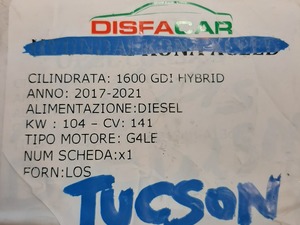 DISFACAR
CILINDRATA: 1600 GDI HYBRID
ANNO: 2017-2021
ALIMENTAZIONE:DIESEL
KW : 104 – CV: 141
TIPO MOTORE: G4LE
NUM SCHEDA:x1
FORN:LOS
TUCSON